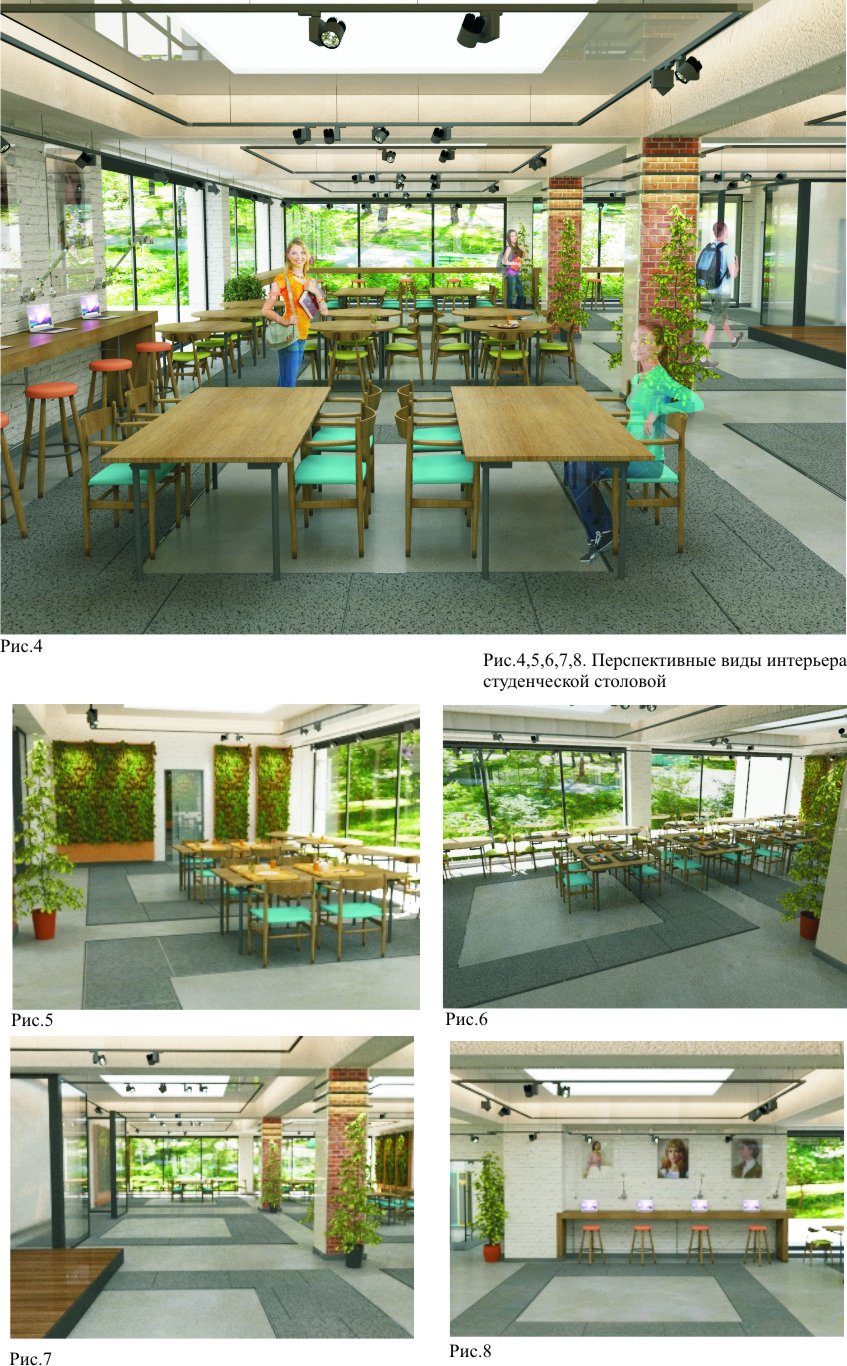 Рис.4
Рис.4,5,6,7,8. Перспективные виды интерьера
студенческой столовой
Рис.5
Рис.6
Рис.7
Рис.8